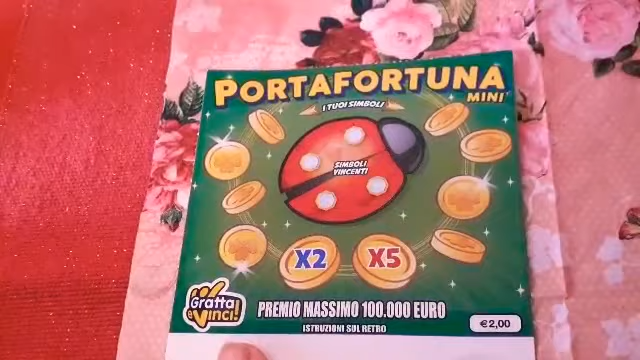 PORTAFORTUNA
MINI
I TUOI SIMBOLI
SIMBOLI
VINCENTI
X2
X5
Gratta
e Vinci!
PREMIO MASSIMO 100.000 EURO
ISTRUZIONI SUL RETRO
€2,00